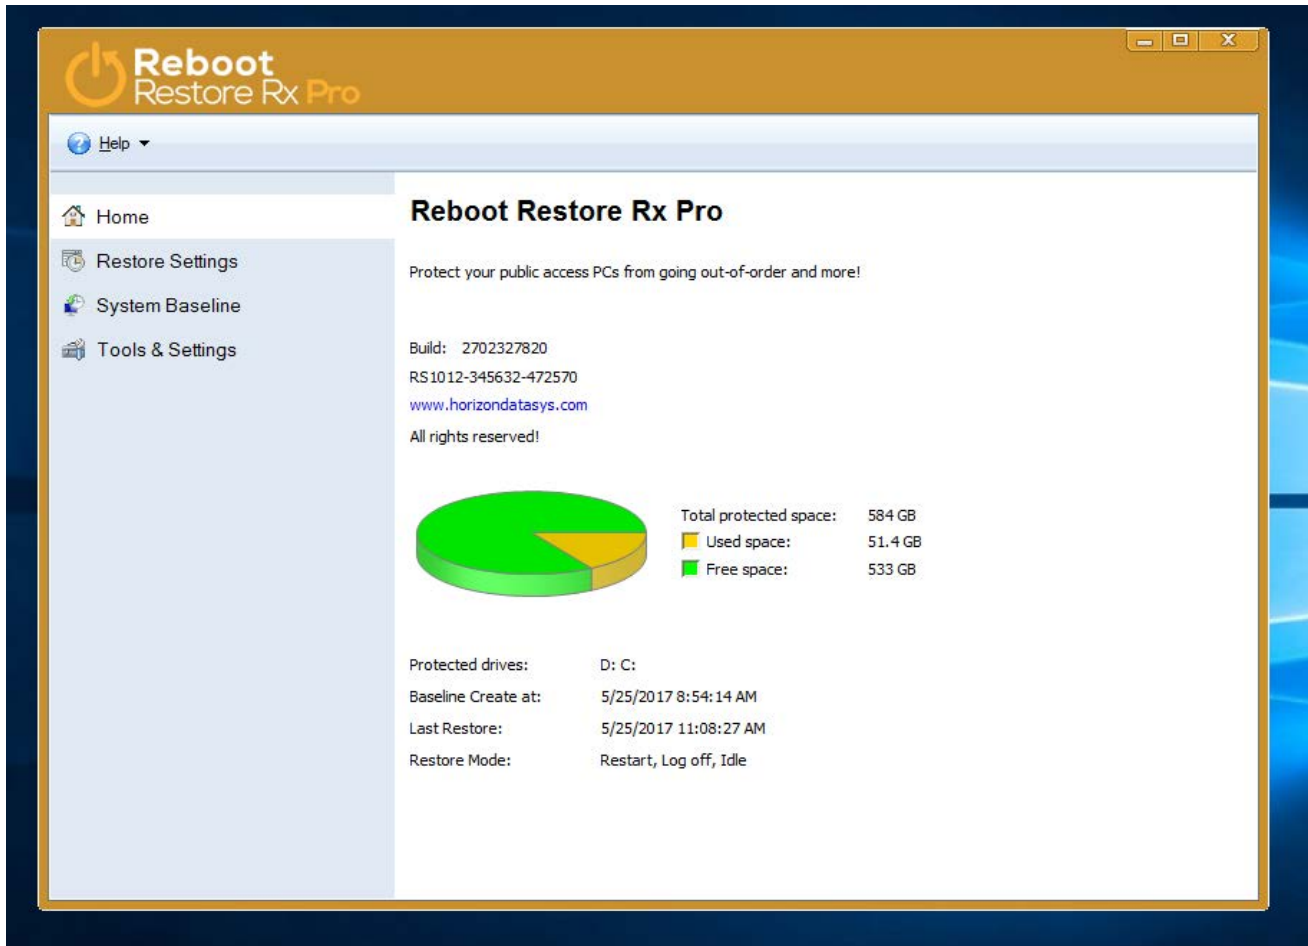 Reboot
Restore Rx Pro
Help
Home
Restore Settings
System Baseline
Tools & Settings
Reboot Restore Rx Pro
Protect your public access PCs from going out-of-order and more!
Build: 2702327820
RS1012-345632-472570
www.horizondatasys.com
All rights reserved!
Total protected space: 584 GB
Used space: 51.4 GB
Free space: 533 GB
Protected drives: D: C:
Baseline Create at: 5/25/2017 8:54:14 AM
Last Restore: 5/25/2017 11:08:27 AM
Restore Mode: Restart, Log off, Idle